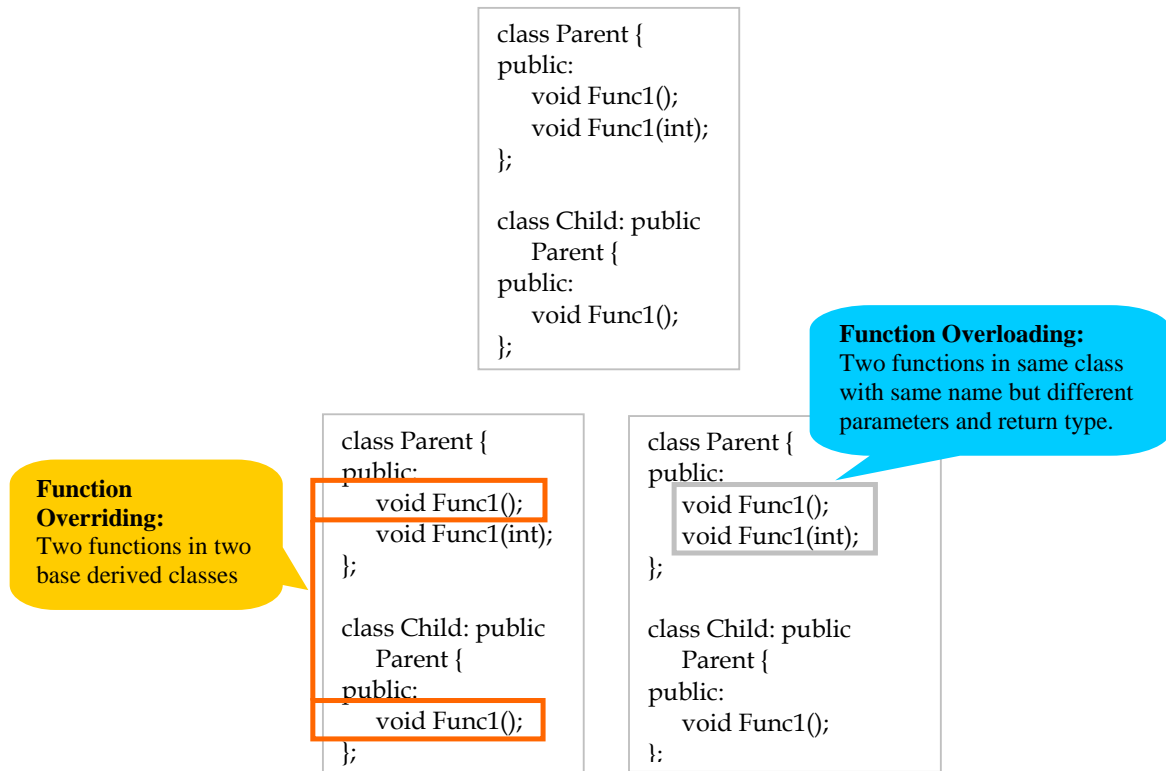 class Parent {
public:
void Func1();
void Func1(int);
};
class Child: public
Parent {
public:
void Func1();
};
Function Overloading:
Two functions in same class
with same name but different
parameters and return type.
Function
Overriding:
Two functions in two
base derived classes
class Parent {
public:
void Func1();
void Func1(int);
};
class Child: public
Parent {
public:
void Func1();
};
class Parent {
public:
void Func1();
void Func1(int);
};
class Child: public
Parent {
public:
void Func1();
};